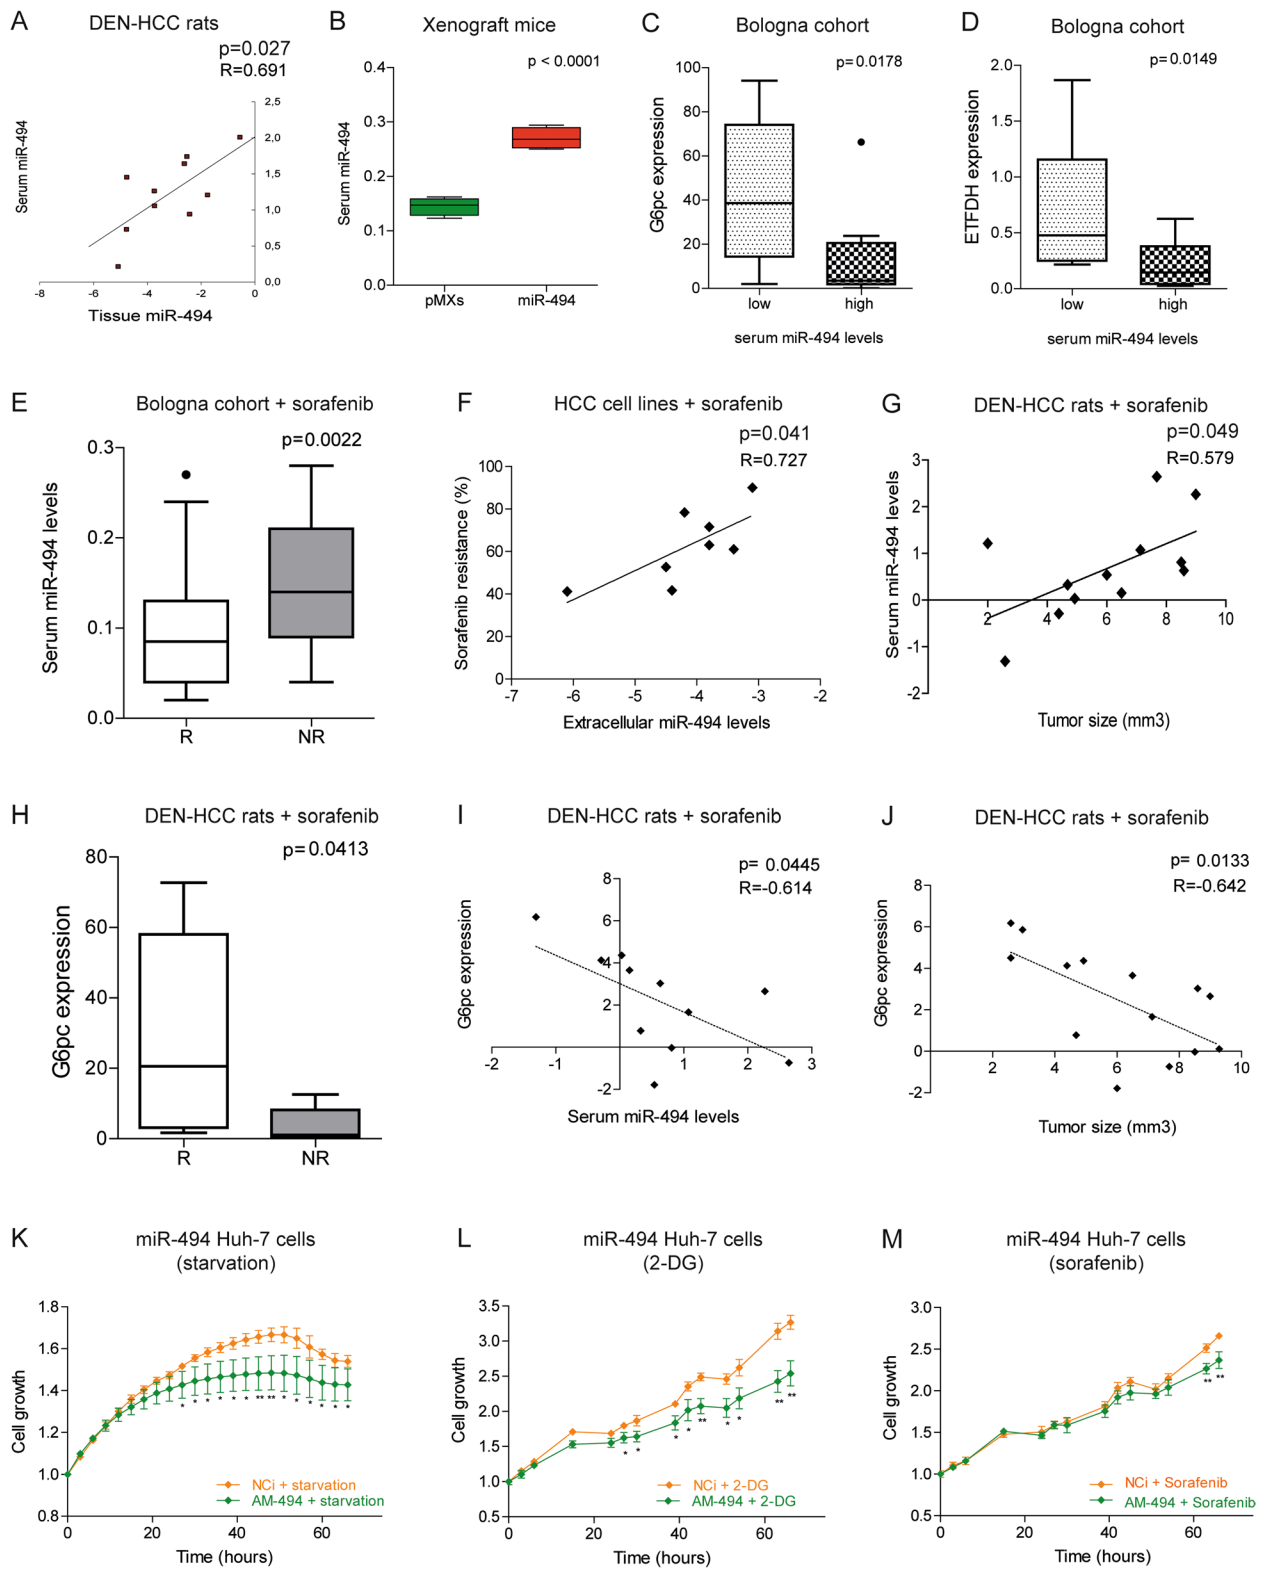 A
DEN-HCC rats
p=0.027
R=0.691
Serum miR-494
2,5
2,0
1,5
1,0
0,5
0,0
-8
-6
-4
-2
0
Tissue miR-494
B
Xenograft mice
p < 0.0001
Serum miR-494
0.4
0.3
0.2
0.1
0.0
pMXs
miR-494
C
Bologna cohort
p=0.0178
G6pc expression
100
80
60
40
20
0
low
high
serum miR-494 levels
D
Bologna cohort
p=0.0149
ETFDH expression
2.0
1.5
1.0
0.5
0.0
low
high
serum miR-494 levels
E
Bologna cohort + sorafenib
p=0.0022
Serum miR-494 levels
0.3
0.2
0.1
0.0
R
NR
F
HCC cell lines + sorafenib
p=0.041
R=0.727
Sorafenib resistance (%)
100
80
60
40
20
0
-7
-6
-5
-4
-3
-2
Extracellular miR-494 levels
G
DEN-HCC rats + sorafenib
p=0.049
R=0.579
Serum miR-494 levels
3
2
1
0
-1
-2
2
4
6
8
10
Tumor size (mm3)
H
DEN-HCC rats + sorafenib
p=0.0413
G6pc expression
80
60
40
20
0
R
NR
I
DEN-HCC rats + sorafenib
p= 0.0445
R=-0.614
G6pc expression
8
6
4
2
-2
-2
-1
0
1
2
3
Serum miR-494 levels
J
DEN-HCC rats + sorafenib
p= 0.0133
R=-0.642
G6pc expression
8
6
4
2
0
-2
2
4
6
8
10
Tumor size (mm3)
K
miR-494 Huh-7 cells
(starvation)
Cell growth
1.8
1.6
1.4
1.2
1.0
0.8
* * * * * * ** ** * * * * * *
NCi + starvation
AM-494 + starvation
0
20
40
60
Time (hours)
L
miR-494 Huh-7 cells
(2-DG)
Cell growth
3.5
3.0
2.5
2.0
1.5
1.0
0.5
* * * * ** * * ** **
NCi + 2-DG
AM-494 + 2-DG
0
20
40
60
Time (hours)
M
miR-494 Huh-7 cells
(sorafenib)
Cell growth
3.0
2.5
2.0
1.5
1.0
0.5
** **
NCi + Sorafenib
AM-494 + Sorafenib
0
20
40
60
Time (hours)